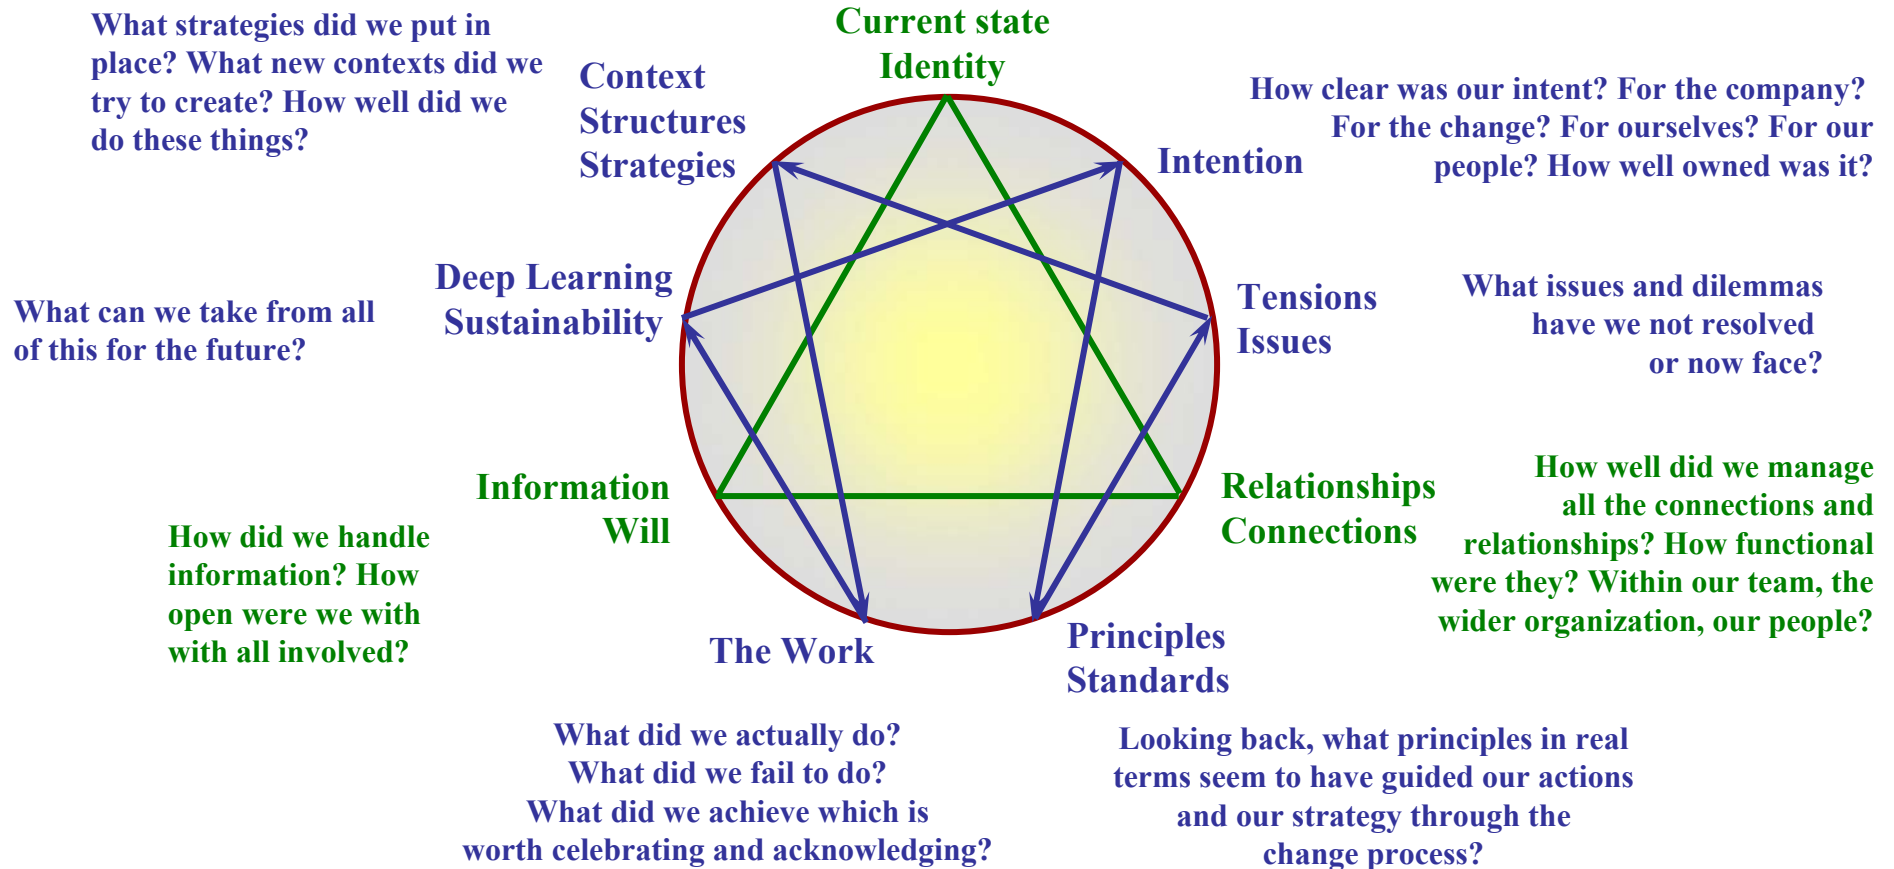 What strategies did we put in
place? What new contexts did we
try to create? How well did we
do these things?
Current state
Identity
Context
Structures
Strategies
How clear was our intent? For the company?
For the change? For ourselves? For our
people? How well owned was it?
Intention
Deep Learning
Sustainability
What can we take from all
of this for the future?
Tensions
Issues
What issues and dilemmas
have we not resolved
or now face?
Information
Will
How did we handle
information? How
open were we with
with all involved?
Relationships
Connections
How well did we manage
all the connections and
relationships? How functional
were they? Within our team, the
wider organization, our people?
The Work
What did we actually do?
What did we fail to do?
What did we achieve which is
worth celebrating and acknowledging?
Principles
Standards
Looking back, what principles in real
terms seem to have guided our actions
and our strategy through the
change process?